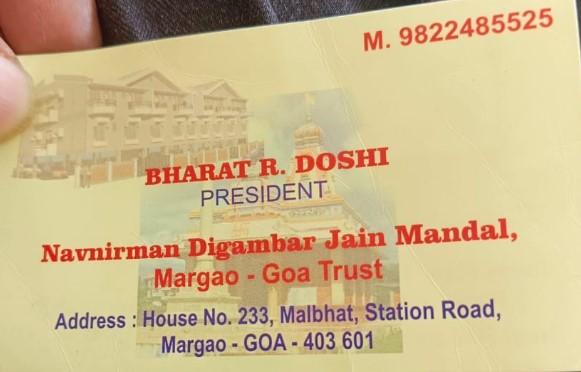 M. 9822485525
BHARAT R. DOSHI
PRESIDENT
Navnirman Digambar Jain Mandal,
Margao - Goa Trust
Address : House No. 233, Malbhat, Station Road,
Margao - GOA - 403 601